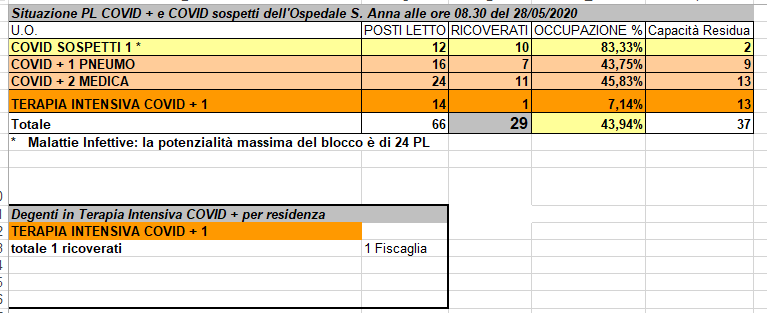 Situazione PL COVID + e COVID sospetti dell'Ospedale S. Anna alle ore 08.30 del 28/05/2020
U.O. POSTI LETTO RICOVERATI OCCUPAZIONE % Capacità Residua
COVID SOSPETTI 1 * 12 10 83,33% 2
COVID + 1 PNEUMO 16 7 43,75% 9
COVID + 2 MEDICA 24 11 45,83% 13
TERAPIA INTENSIVA COVID + 1 14 1 7,14% 13
Totale 66 29 43,94% 37
* Malattie Infettive: la potenzialità massima del blocco è di 24 PL
Degenti in Terapia Intensiva COVID + per residenza
TERAPIA INTENSIVA COVID + 1
totale 1 ricoverati 1 Fiscaglia